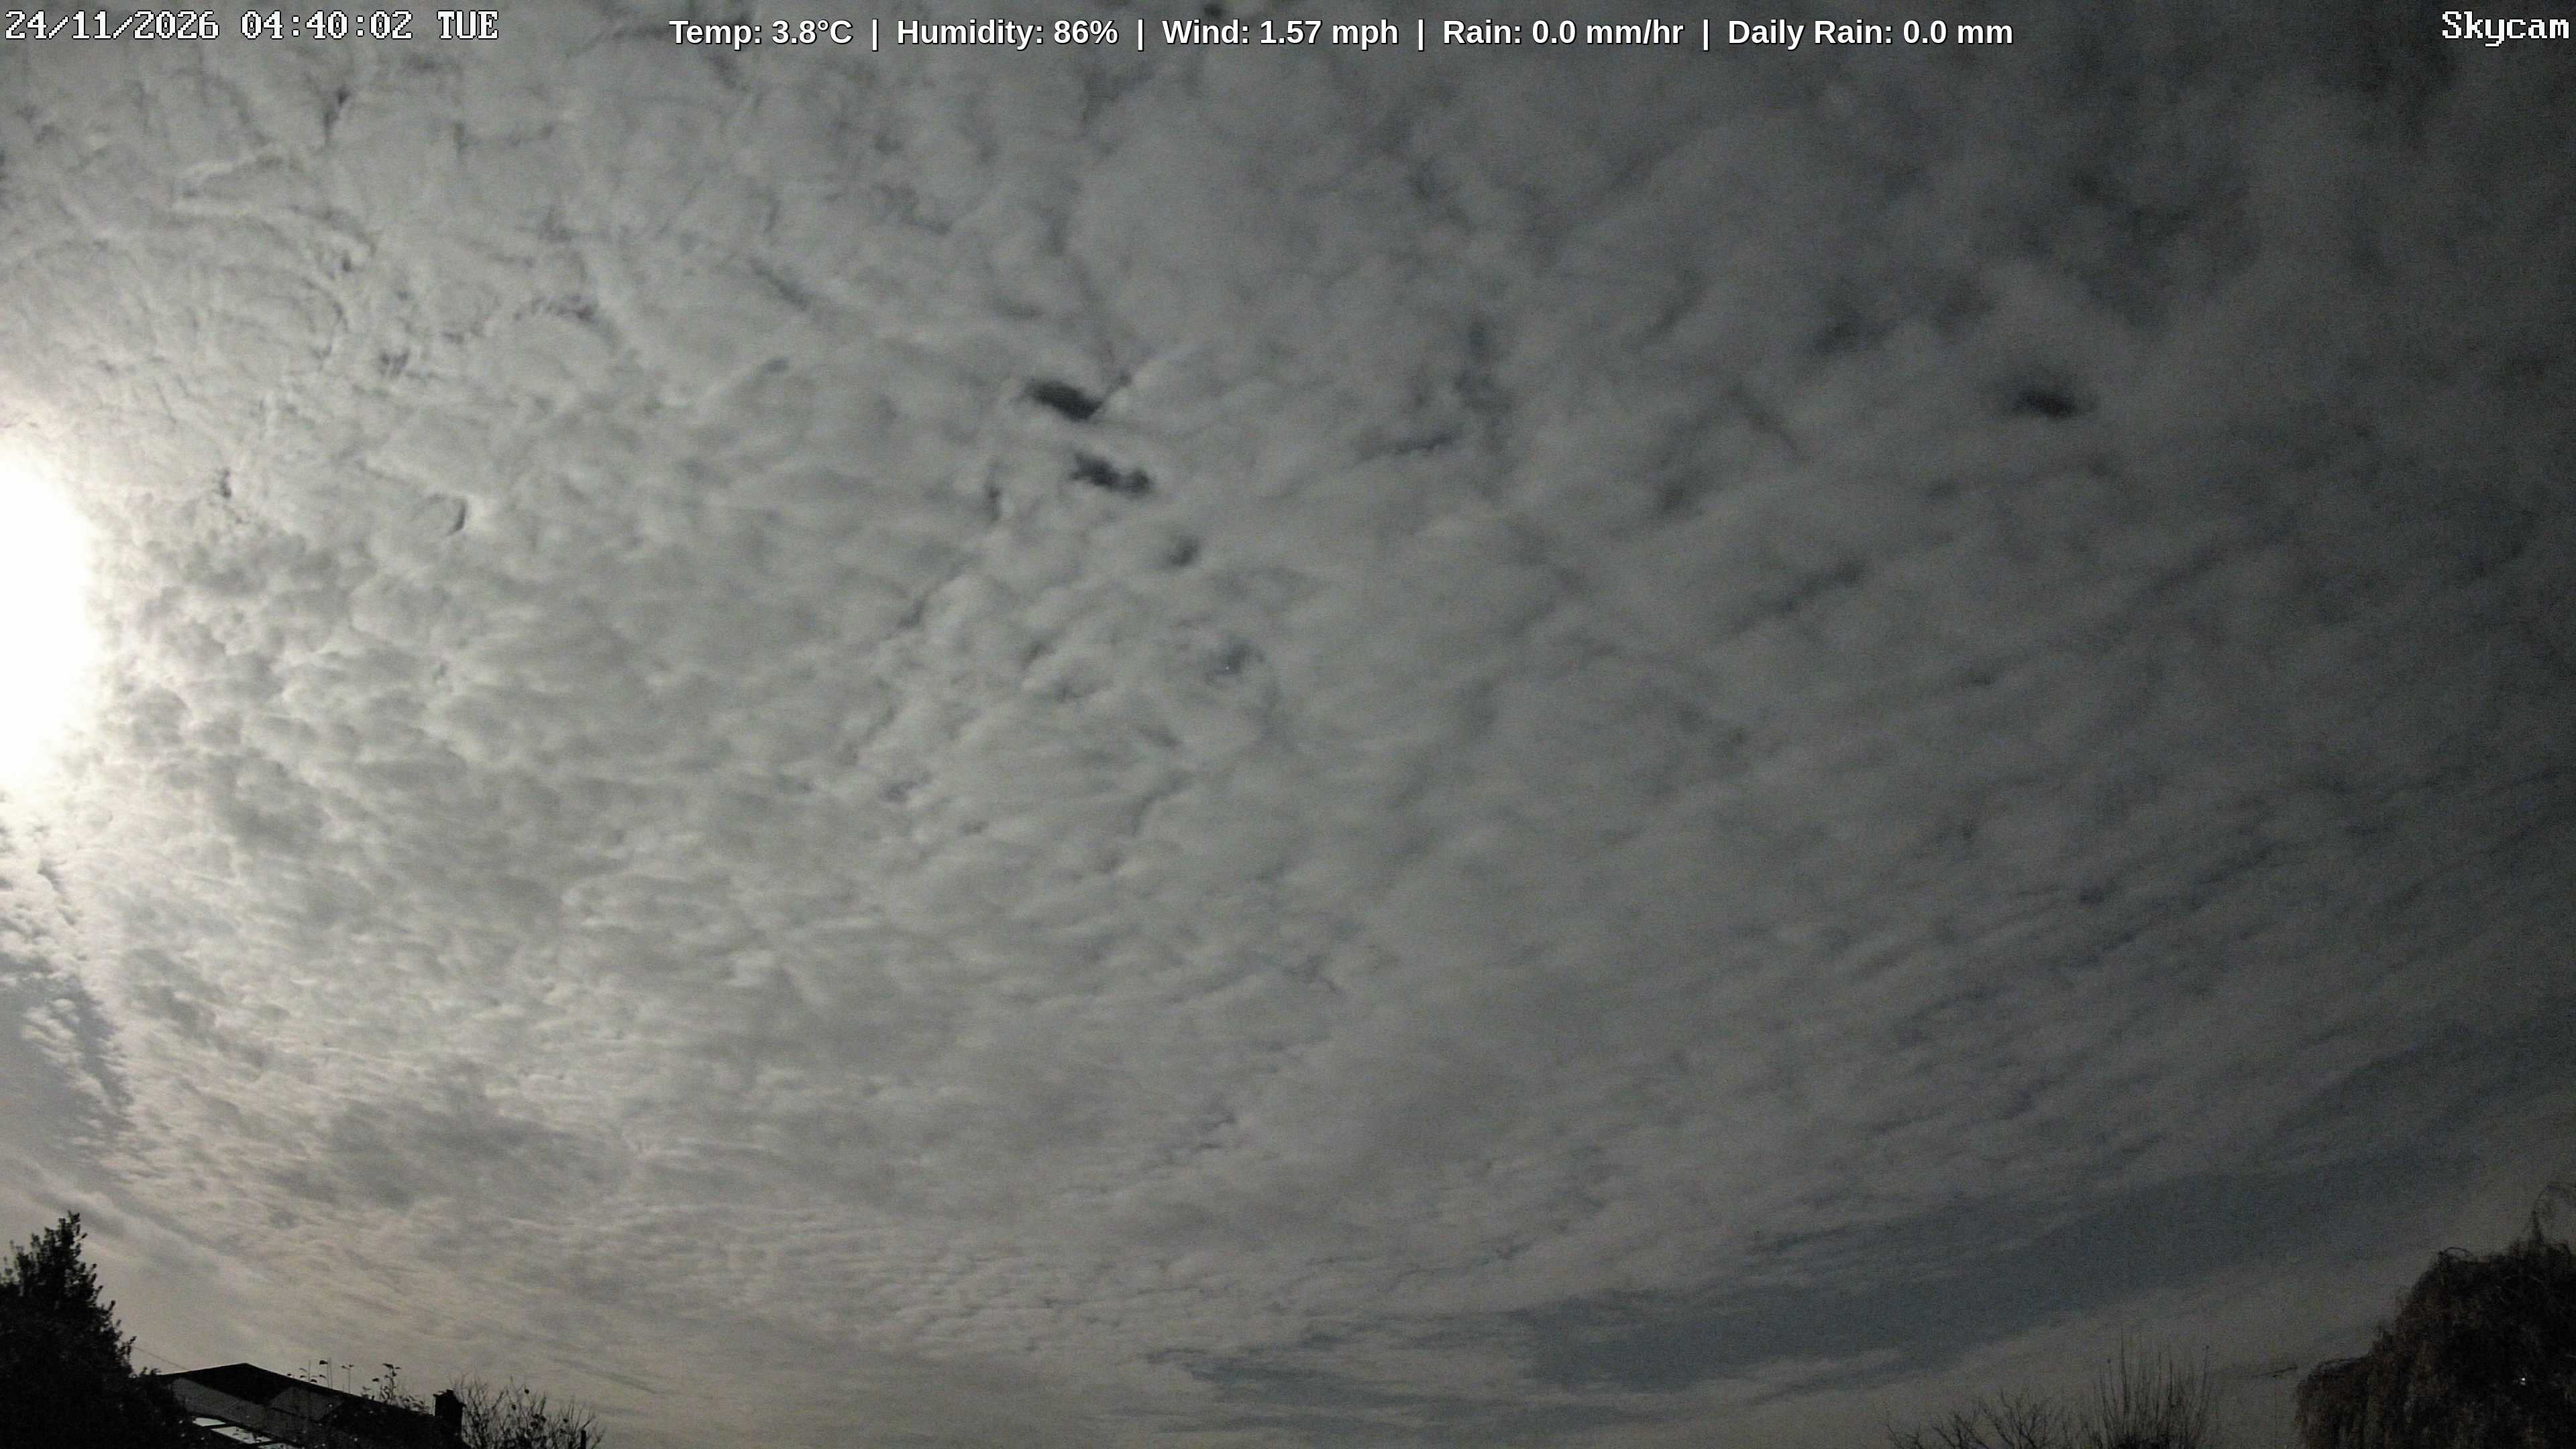 24/11/2026 04:40:02 TUE
Temp: 3.8°C | Humidity: 86% | Wind: 1.57 mph | Rain: 0.0 mm/hr | Daily Rain: 0.0 mm
Skycam